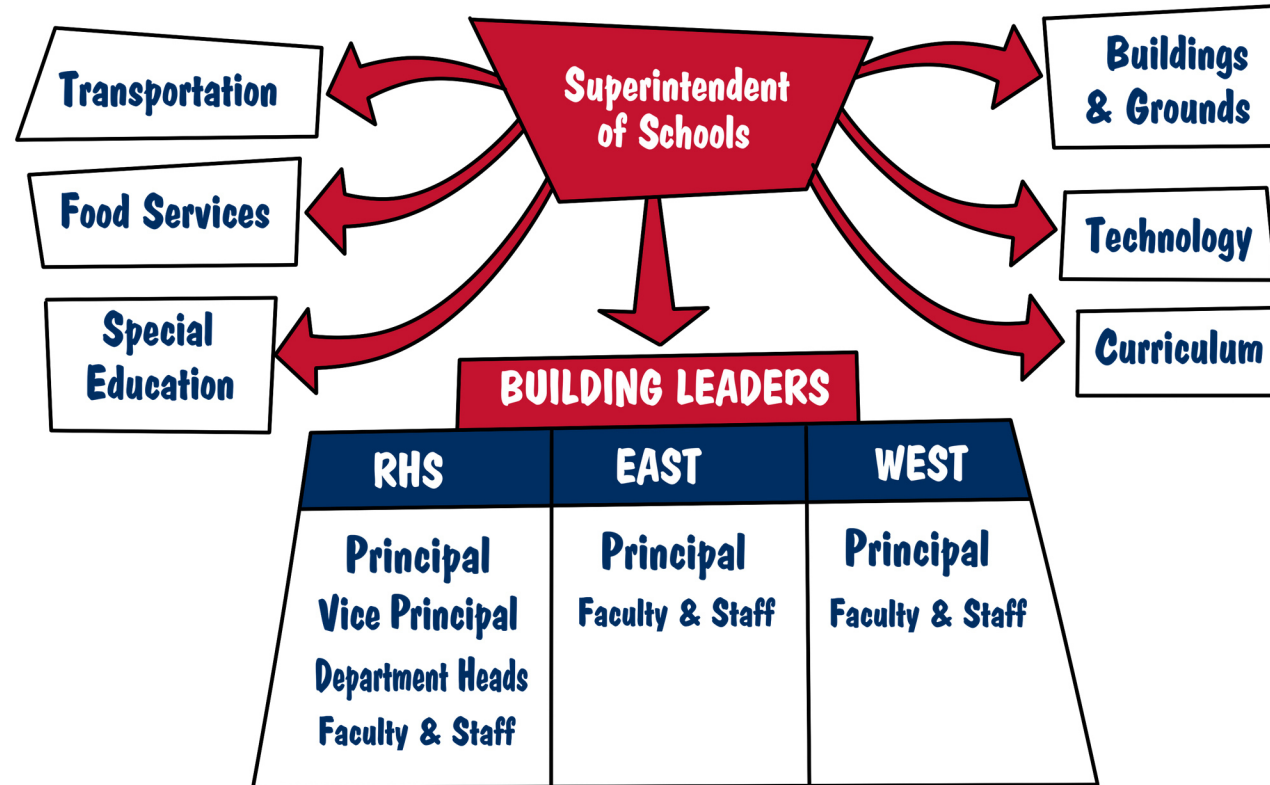 Superintendent
of Schools
Transportation
Food Services
Special
Education
Buildings
& Grounds
Technology
Curriculum
BUILDING LEADERS
RHS
Principal
Vice Principal
Department Heads
Faculty & Staff
EAST
Principal
Faculty & Staff
WEST
Principal
Faculty & Staff